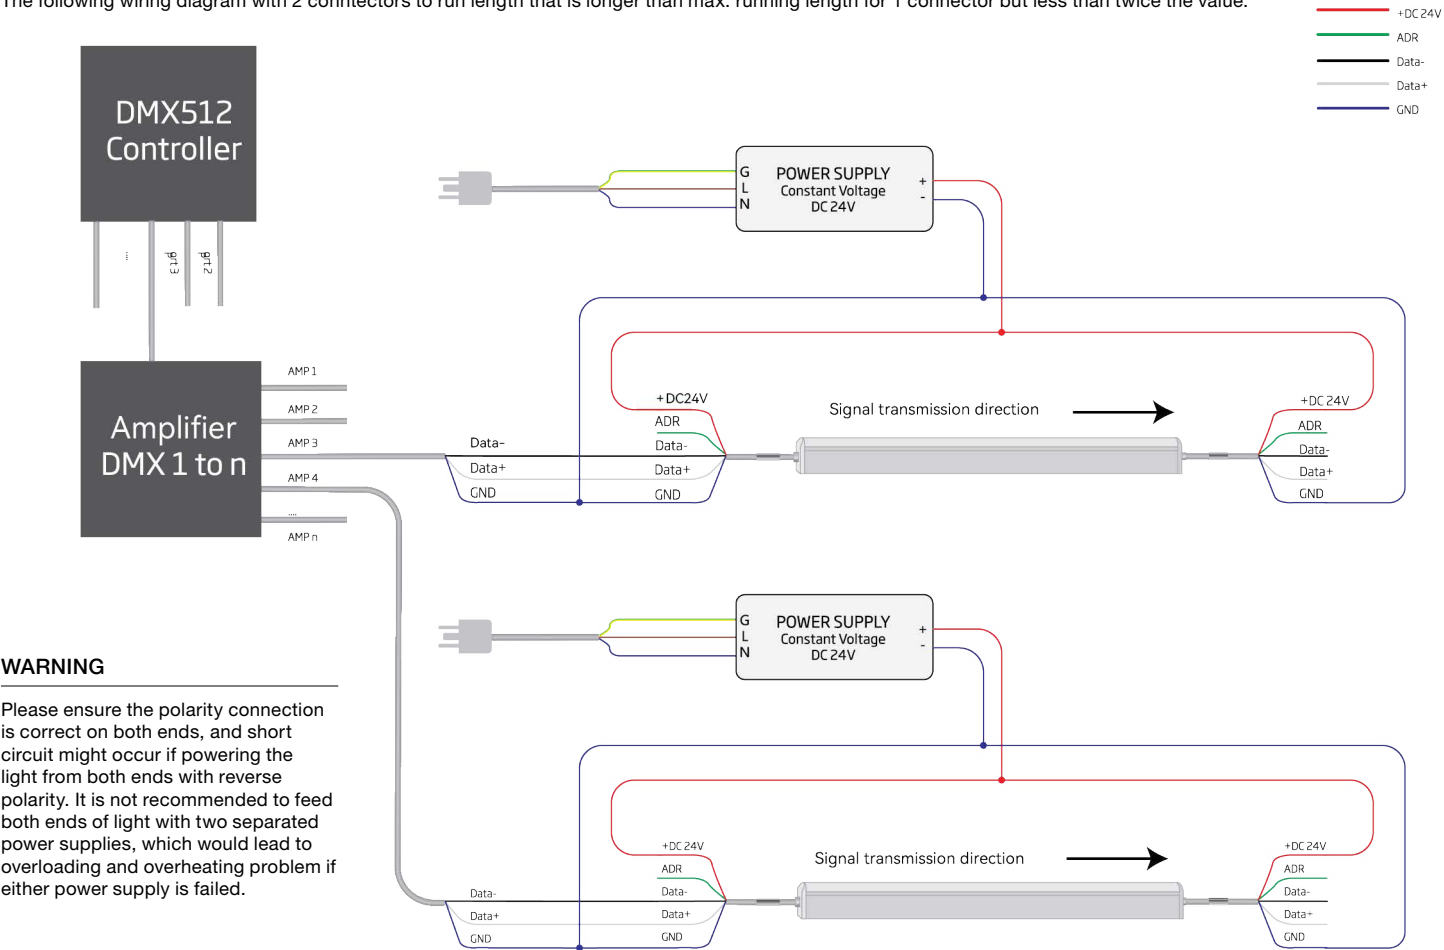 The following wiring diagram with 2 conntectors to run length that is longer than max. running length for 1 connector but less than twice the value.
+DC 24V
ADR
Data-
Data+
GND
DMX512
Controller
....
prt 3
prt 2
POWER SUPPLY
Constant Voltage
DC 24V
G
L
N
+
-
Amplifier
DMX 1 to n
AMP 1
AMP 2
AMP 3
AMP 4
....
AMP n
Data-
Data+
GND
+DC24V
ADR
Data-
Data+
GND
Signal transmission direction
+DC 24V
ADR
Data-
Data+
GND
WARNING
Please ensure the polarity connection
is correct on both ends, and short
circuit might occur if powering the
light from both ends with reverse
polarity. It is not recommended to feed
both ends of light with two separated
power supplies, which would lead to
overloading and overheating problem if
either power supply is failed.
POWER SUPPLY
Constant Voltage
DC 24V
G
L
N
+
-
Data-
Data+
GND
+DC 24V
ADR
Data-
Data+
GND
Signal transmission direction
+DC 24V
ADR
Data-
Data+
GND